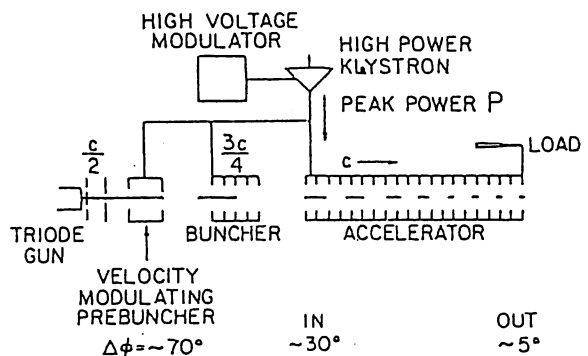 HIGH VOLTAGE
MODULATOR
HIGH POWER
KLYSTRON
PEAK POWER P
c/2
3c/4
c
LOAD
TRIODE
GUN
BUNCHER
ACCELERATOR
VELOCITY
MODULATING
PREBUNCHER
IN
OUT
Δϕ=~70°
~30°
~5°